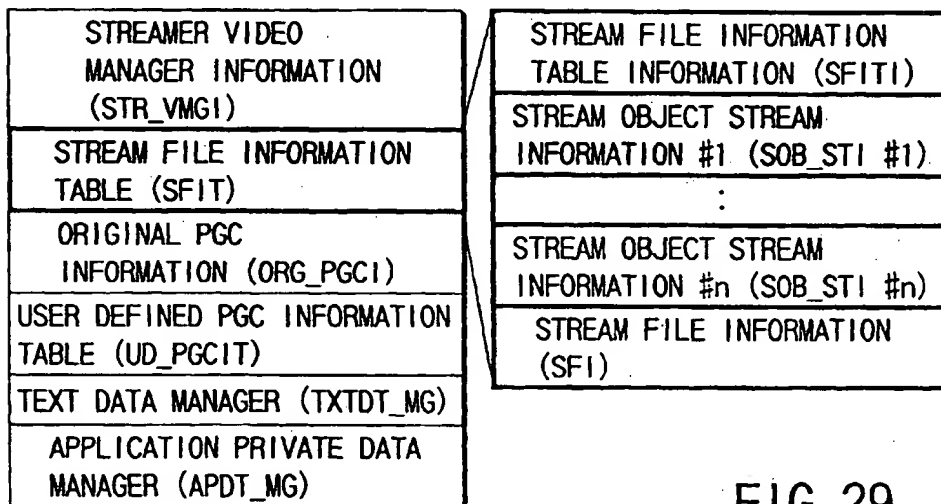 STREAMER VIDEO
MANAGER INFORMATION
(STR_VMGI)
STREAM FILE INFORMATION
TABLE (SFIT)
ORIGINAL PGC
INFORMATION (ORG_PGCI)
USER DEFINED PGC INFORMATION
TABLE (UD_PGCIT)
TEXT DATA MANAGER (TXTDT_MG)
APPLICATION PRIVATE DATA
MANAGER (APDT_MG)
STREAM FILE INFORMATION
TABLE INFORMATION (SFITI)
STREAM OBJECT STREAM
INFORMATION #1 (SOB_STI #1)
:
STREAM OBJECT STREAM
INFORMATION #n (SOB_STI #n)
STREAM FILE INFORMATION
(SFI)
FIG. 29